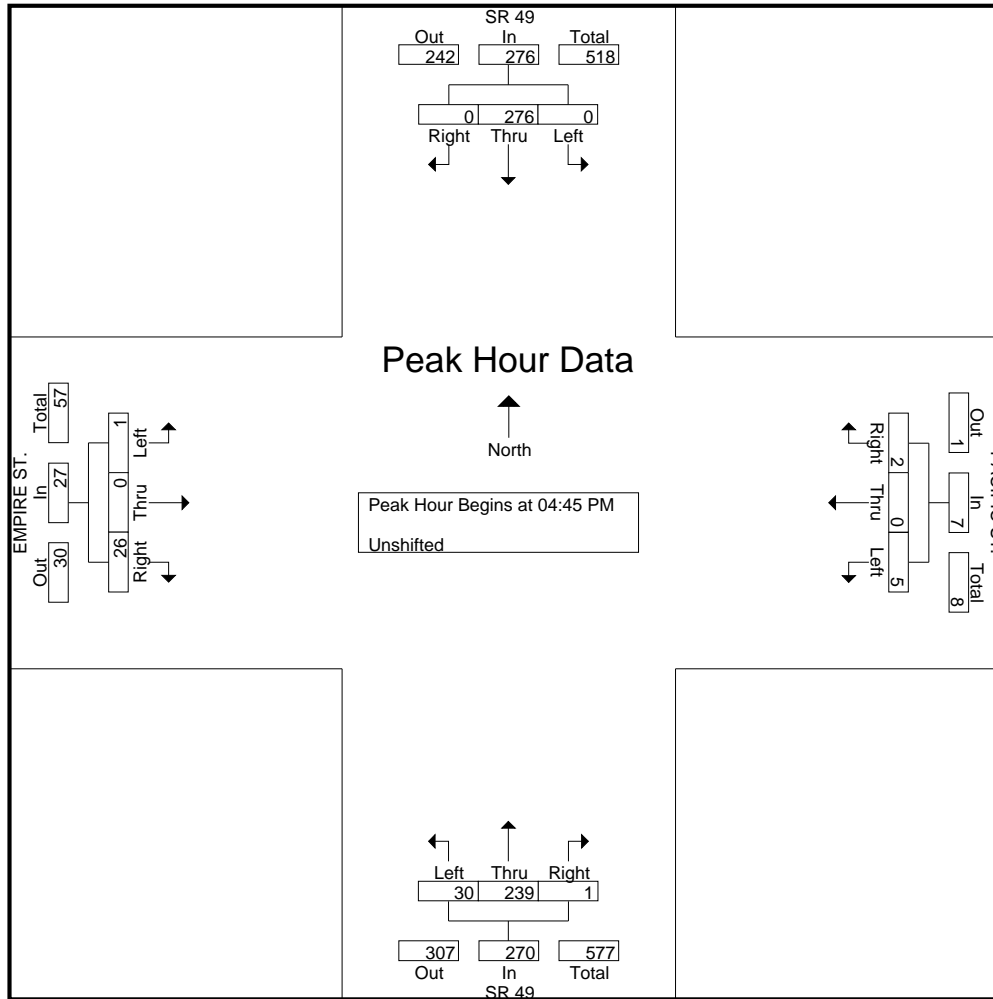 SR 49
Out In Total
242 276 518
0 276 0
Right Thru Left
Peak Hour Data
North
Peak Hour Begins at 04:45 PM
Unshifted
EMPIRE ST.
Total In Out
57 27 30
1 0 26
Left Thru Right
Right Thru Left
2 0 5
Out In Total
1 7 8
Left Thru Right
30 239 1
307 270 577
Out In Total
SR 49